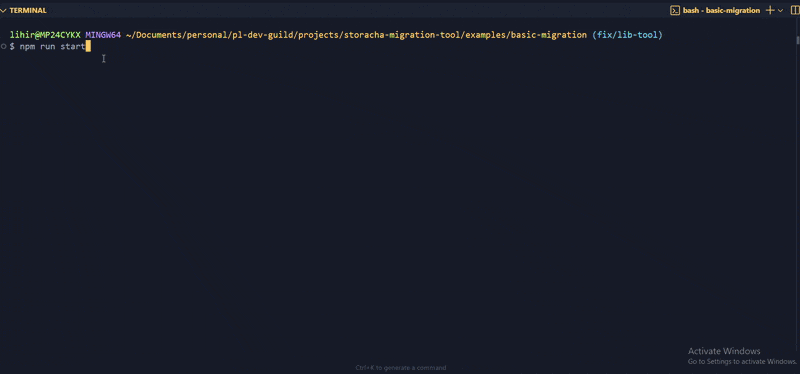 TERMINAL
bash - basic-migration
lihir@MP24CYKX MINGW64 ~/Documents/personal/pl-dev-guild/projects/storacha-migration-tool/examples/basic-migration (fix/lib-tool)
$ npm run start
Activate Windows
Go to Settings to activate Windows.
Ctrl+K to generate a command